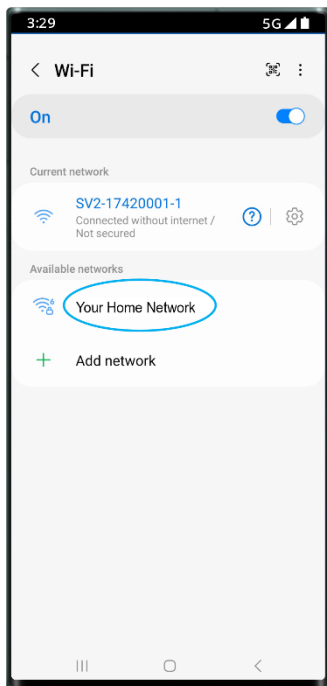 3:29
5G
Wi-Fi
On
Current network
SV2-17420001-1
Connected without internet /
Not secured
?
Available networks
6
Your Home Network
Add network